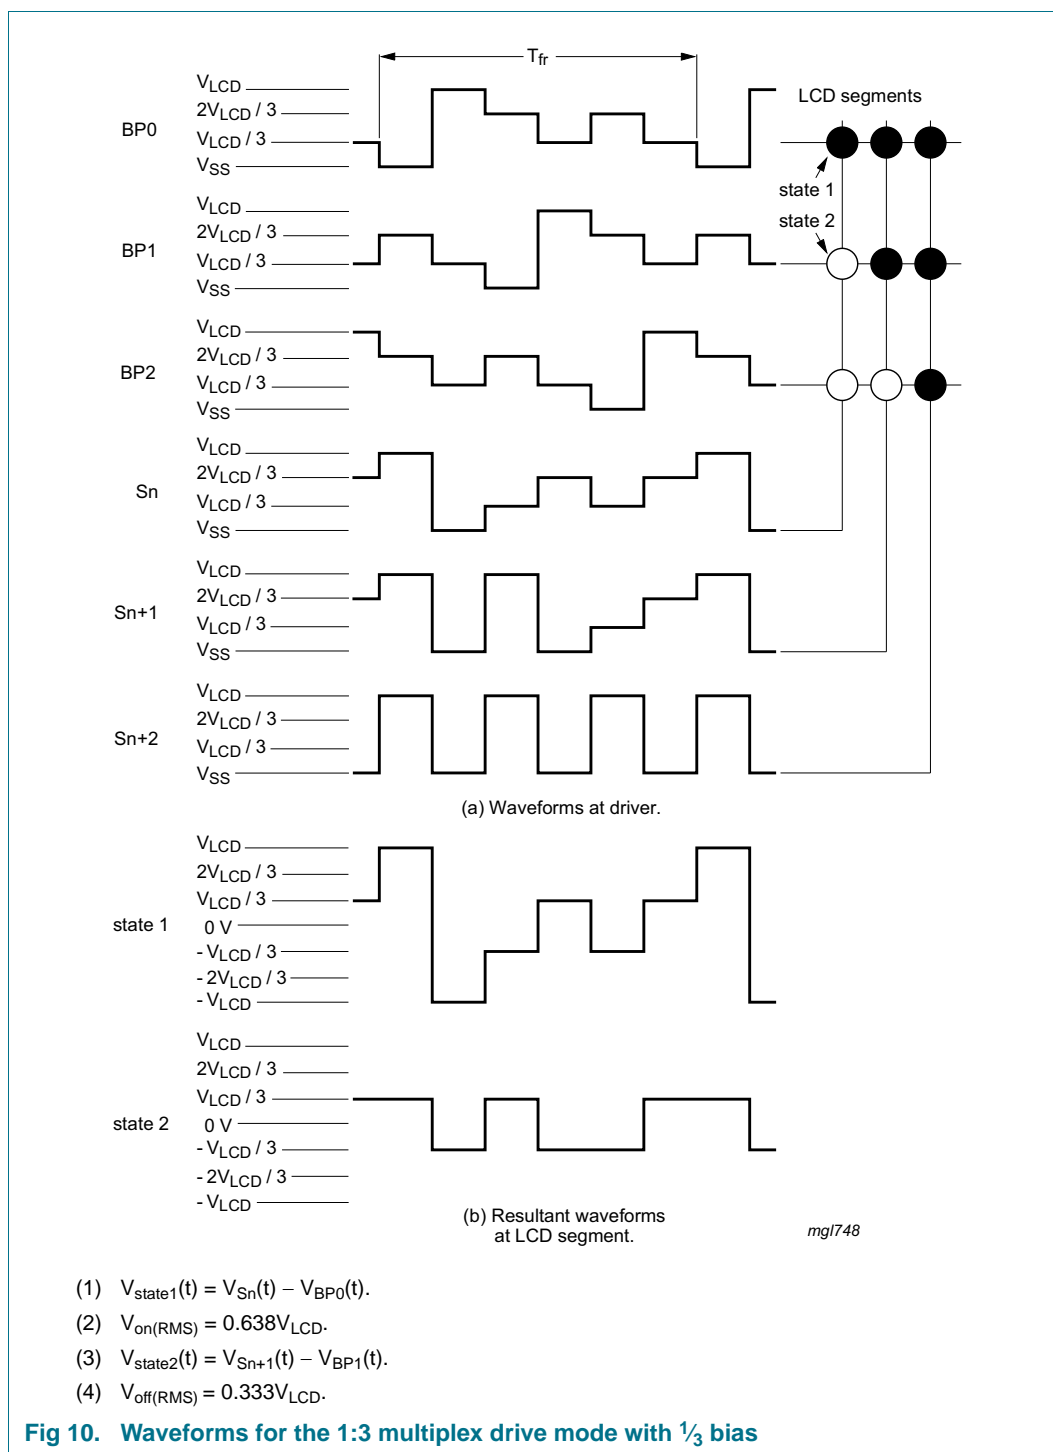 Tfr
BP0
VLCD
2VLCD / 3
VLCD / 3
VSS
LCD segments
state 1
state 2
BP1
VLCD
2VLCD / 3
VLCD / 3
VSS
BP2
VLCD
2VLCD / 3
VLCD / 3
VSS
Sn
VLCD
2VLCD / 3
VLCD / 3
VSS
Sn+1
VLCD
2VLCD / 3
VLCD / 3
VSS
Sn+2
VLCD
2VLCD / 3
VLCD / 3
VSS
(a) Waveforms at driver.
state 1
VLCD
2VLCD / 3
VLCD / 3
0 V
- VLCD / 3
- 2VLCD / 3
- VLCD
state 2
VLCD
2VLCD / 3
VLCD / 3
0 V
- VLCD / 3
- 2VLCD / 3
- VLCD
(b) Resultant waveforms
at LCD segment.
mgl748
(1) Vstate1(t) = VSn(t) − VBP0(t).
(2) Von(RMS) = 0.638VLCD.
(3) Vstate2(t) = VSn+1(t) − VBP1(t).
(4) Voff(RMS) = 0.333VLCD.
Fig 10. Waveforms for the 1:3 multiplex drive mode with 1⁄3 bias